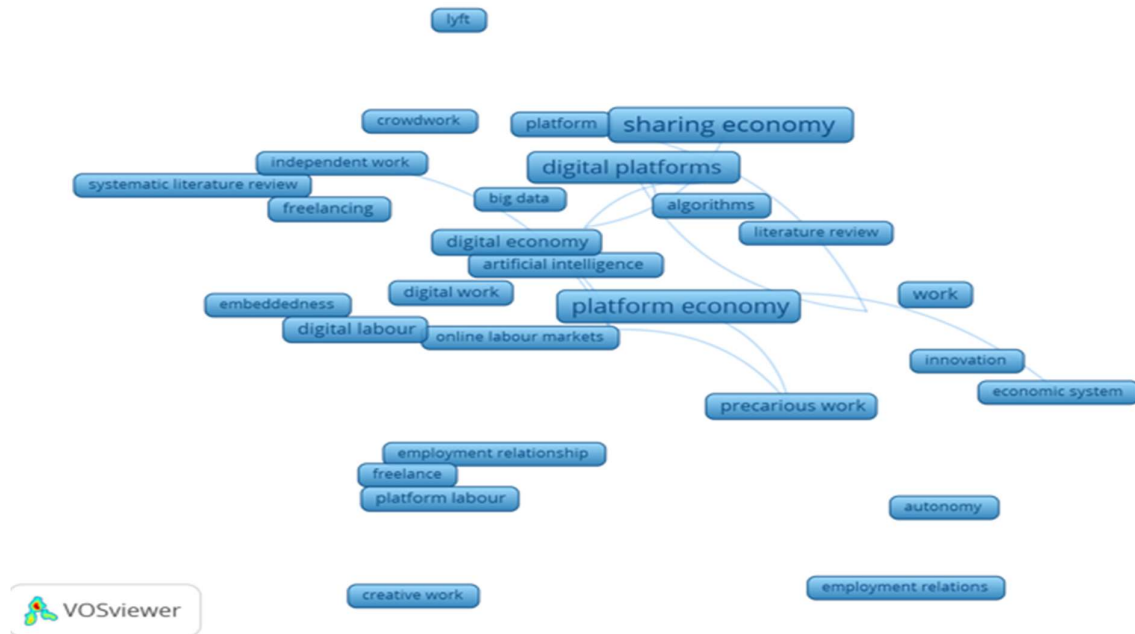 lyft
crowdwork
platform
sharing economy
independent work
digital platforms
systematic literature review
big data
freelancing
algorithms
literature review
digital economy
artificial intelligence
digital work
work
embeddedness
platform economy
digital labour
online labour markets
innovation
economic system
precarious work
employment relationship
freelance
platform labour
autonomy
creative work
employment relations
VOSviewer